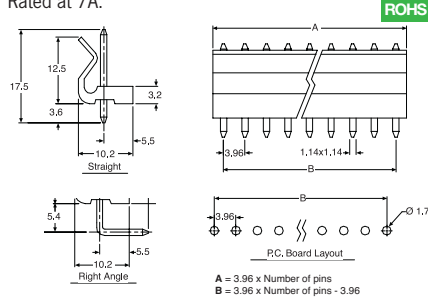 Rated at 7A.
ROHS
A
12.5
17.5
3,2
3,6
5,5
10,2
Straight
3,96
1,14x1,14
B
B
5,4
3,96
Ø 1,7
5,5
10,2
Right Angle
P.C. Board Layout
A = 3.96 x Number of pins
B = 3.96 x Number of pins - 3.96